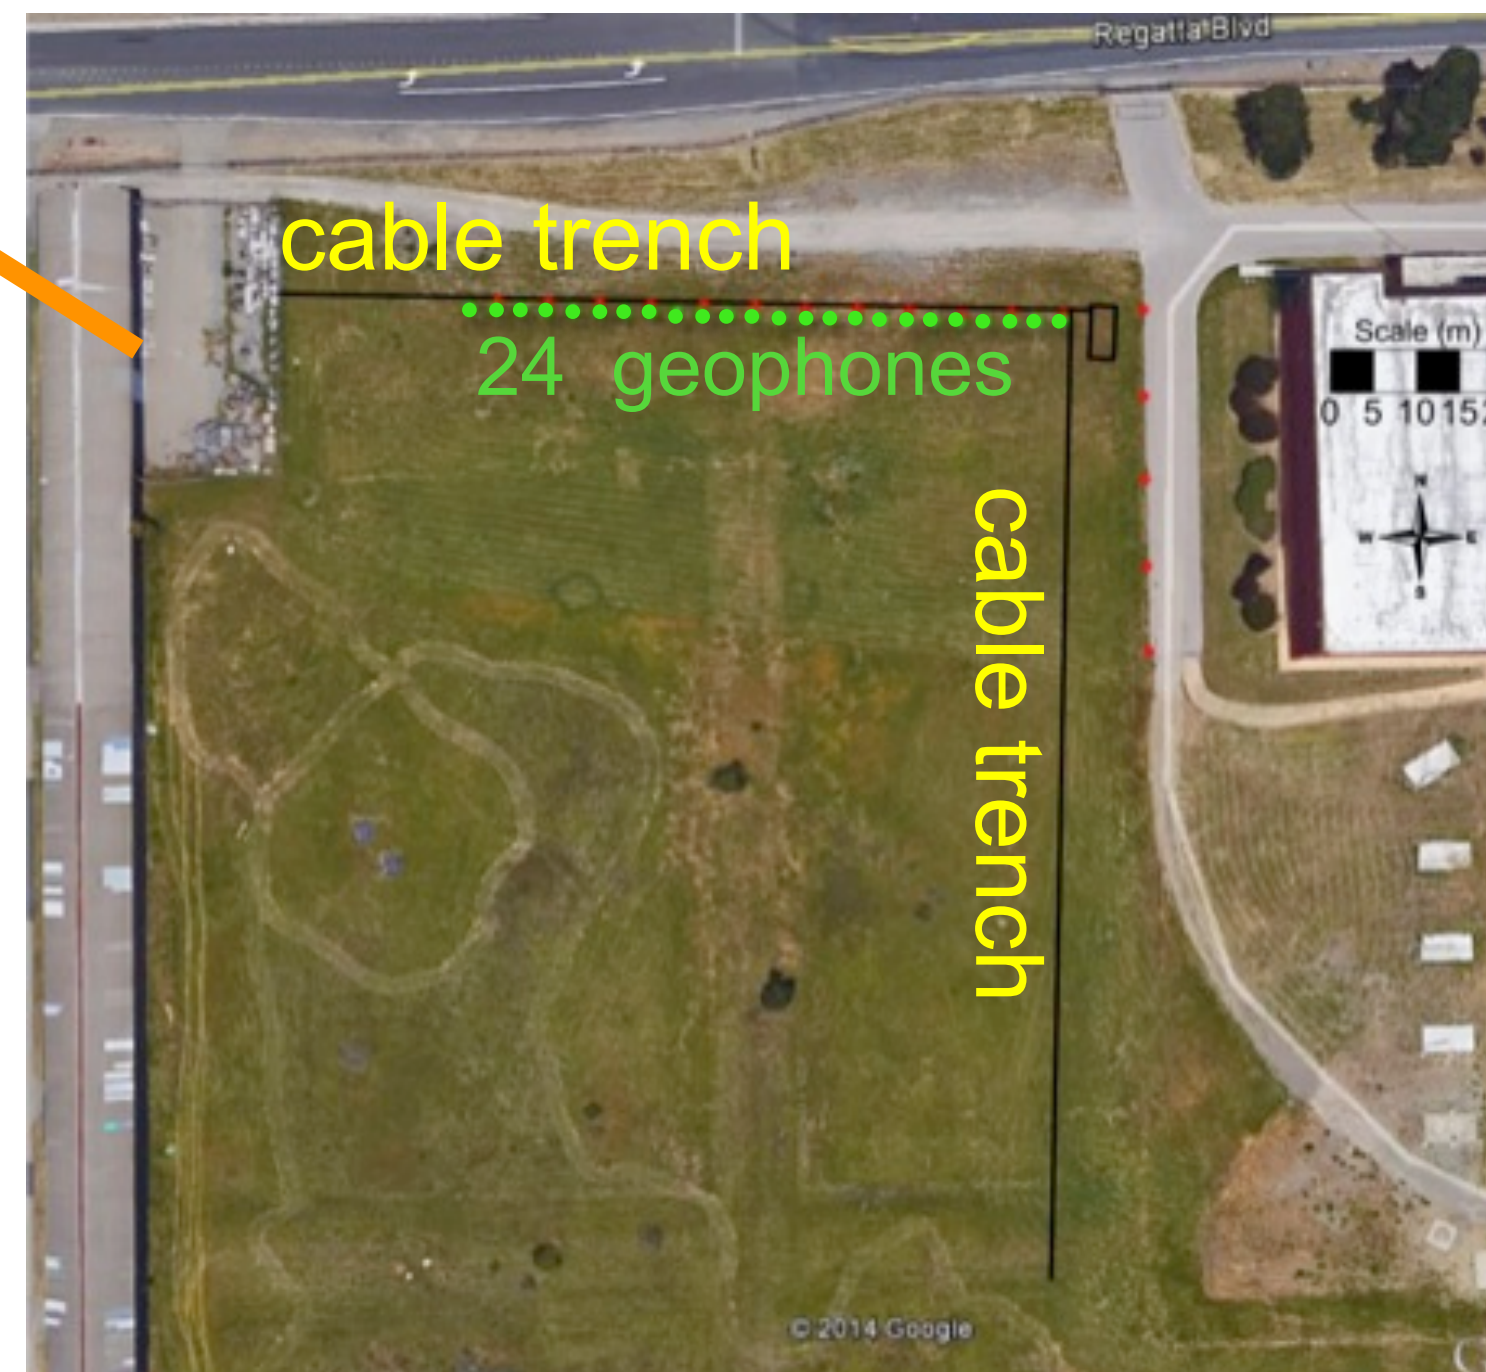 Regatta Blvd
cable trench
24 geophones
Scale (m)
0 5 10 15
N
W E
S
cable trench
© 2014 Google